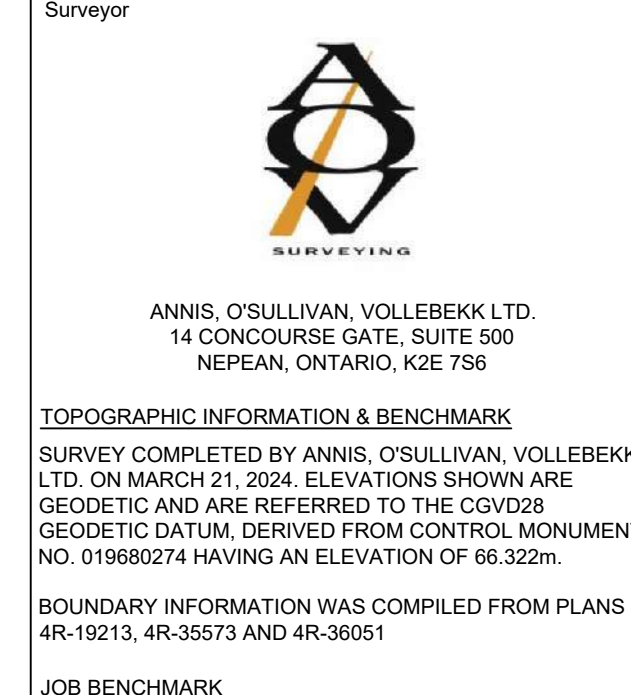 Surveyor
AOV
SURVEYING
ANNIS, O'SULLIVAN, VOLLEBEKK LTD.
14 CONCOURSE GATE, SUITE 500
NEPEAN, ONTARIO, K2E 7S6
TOPOGRAPHIC INFORMATION & BENCHMARK
SURVEY COMPLETED BY ANNIS, O'SULLIVAN, VOLLEBEKK
LTD. ON MARCH 21, 2024. ELEVATIONS SHOWN ARE
GEODETIC AND ARE REFERRED TO THE CGVD28
GEODETIC DATUM, DERIVED FROM CONTROL MONUMENT
NO. 019680274 HAVING AN ELEVATION OF 66.322m.
BOUNDARY INFORMATION WAS COMPILED FROM PLANS
4R-19213, 4R-35573 AND 4R-36051
JOB BENCHMARK